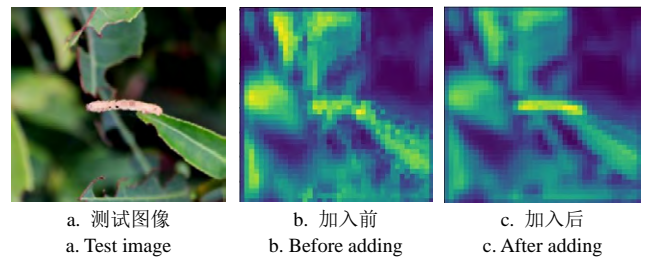 a. 测试图像
b. 加入前
c. 加入后
a. Test image
b. Before adding
c. After adding